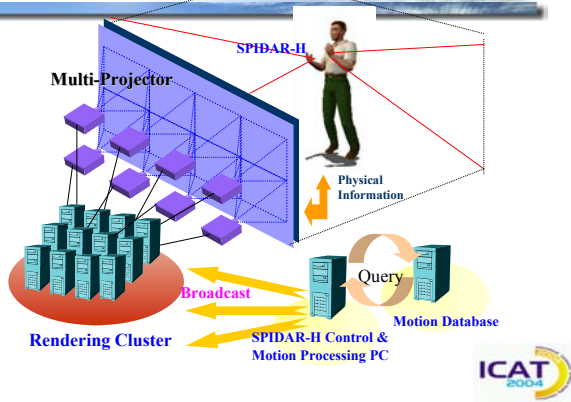 SPIDAR-H
Multi-Projector
Physical
Information
Query
Broadcast
Motion Database
Rendering Cluster
SPIDAR-H Control &
Motion Processing PC
ICAT
2004